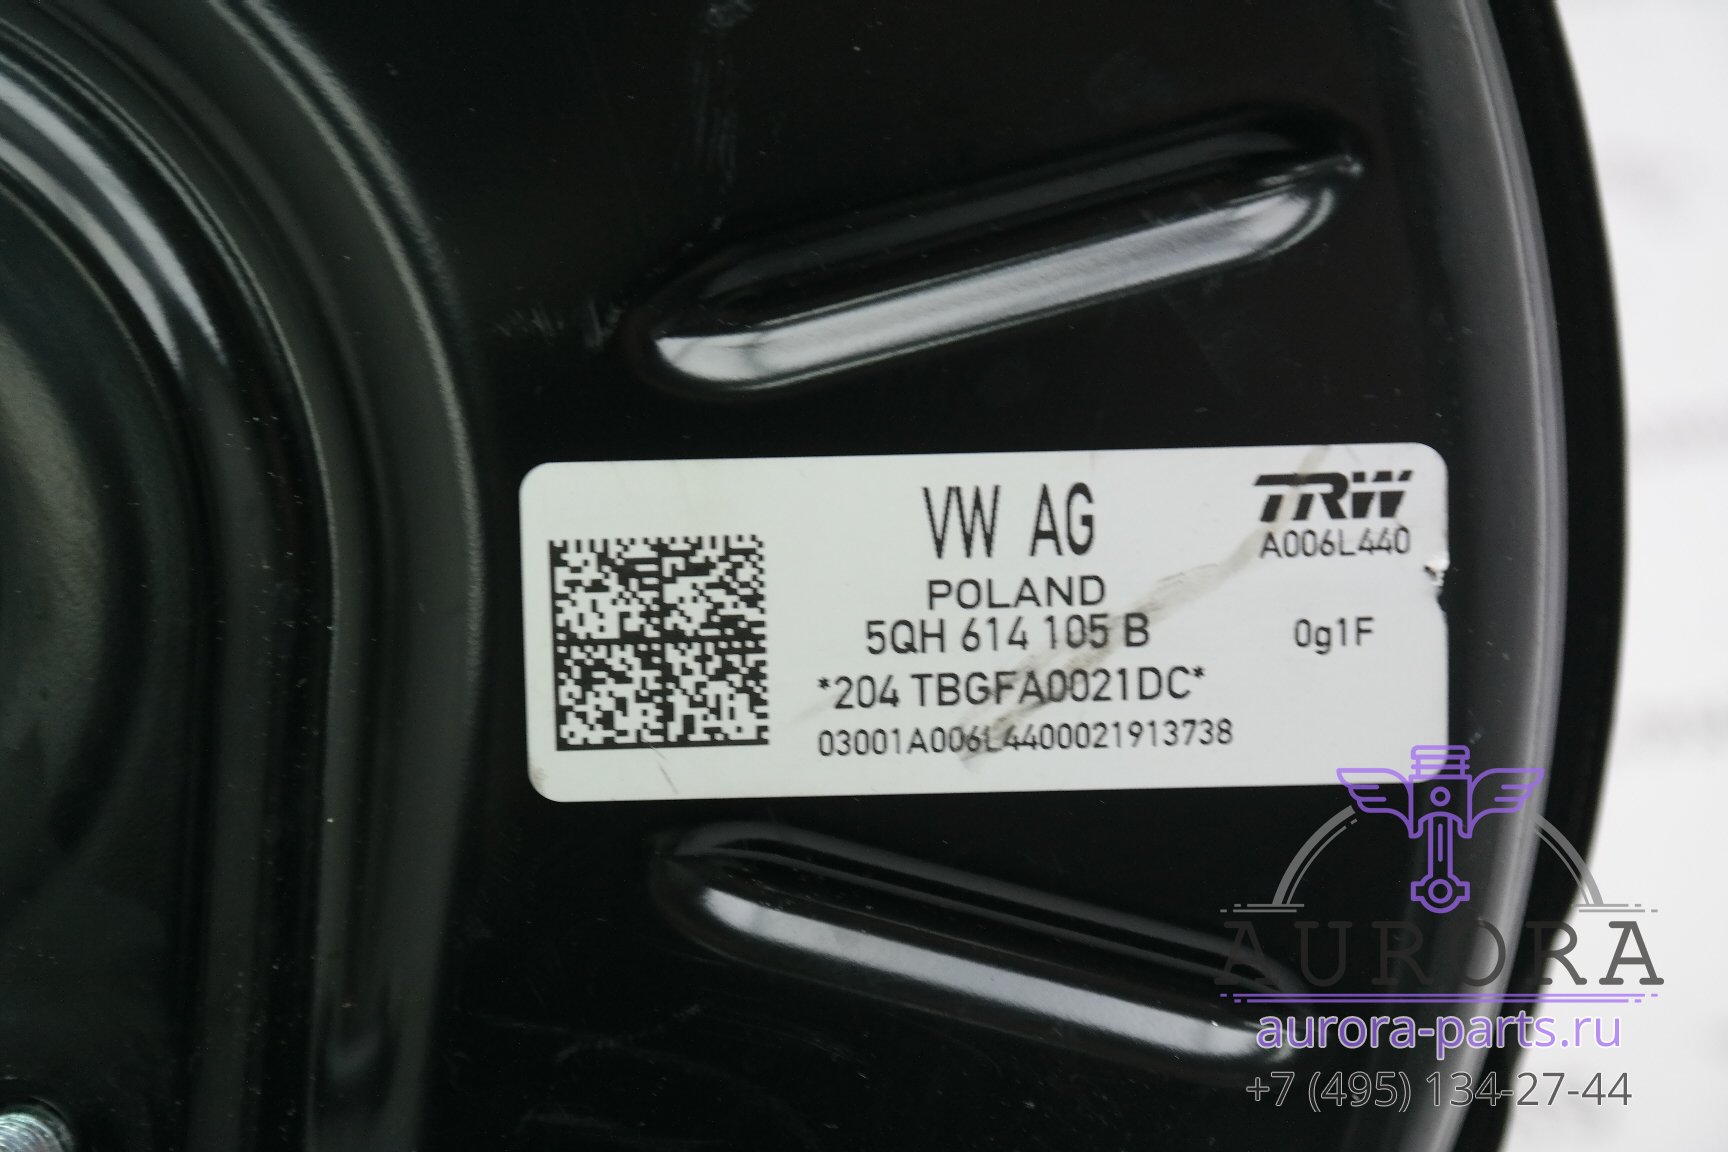 VW AG
TRW
A006L440
POLAND
5QH 614 105 B
0g1F
*204 TBGFA0021DC*
03001A006L4400021913738
AURORA
aurora-parts.ru
+7 (495) 134-27-44